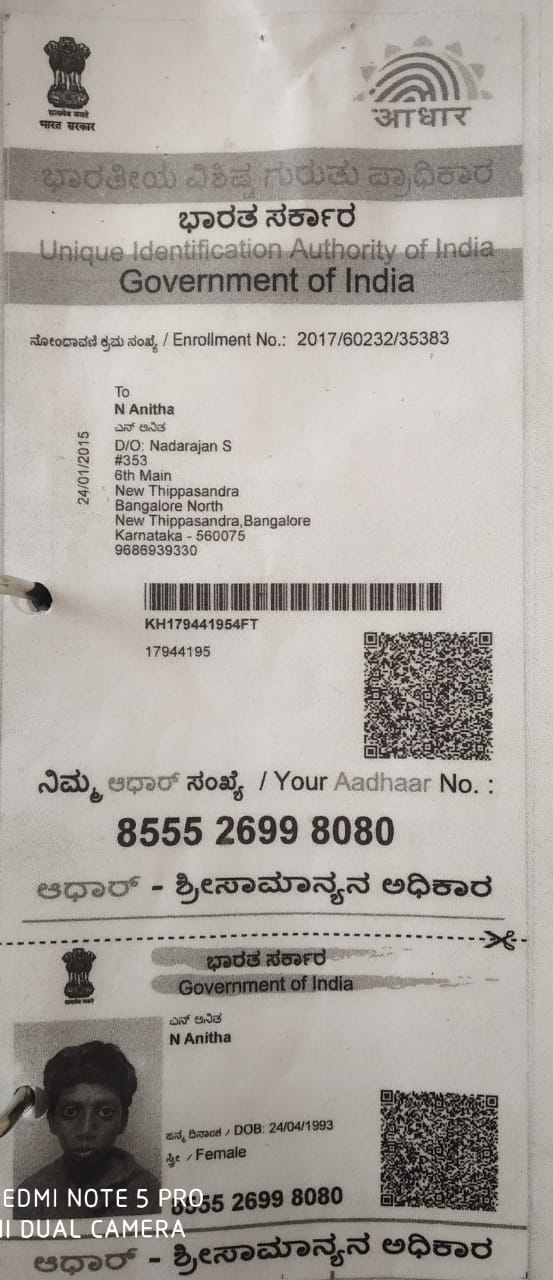 सत्यमेव जयते
भारत सरकार
आधार
ಭಾರತೀಯ ವಿಶಿಷ್ಟ ಗುರುತು ಪ್ರಾಧಿಕಾರ
ಭಾರತ ಸರ್ಕಾರ
Unique Identification Authority of India
Government of India
ನೋಂದಾವಣಿ ಕ್ರಮ ಸಂಖ್ಯೆ / Enrollment No.: 2017/60232/35383
To
N Anitha
ಎನ್ ಅನಿತ
D/O: Nadarajan S
#353
6th Main
New Thippasandra
Bangalore North
New Thippasandra,Bangalore
Karnataka - 560075
9686939330
24/01/2015
KH179441954FT
17944195
ನಿಮ್ಮ ಆಧಾರ್ ಸಂಖ್ಯೆ / Your Aadhaar No. :
8555 2699 8080
ಆಧಾರ್ - ಶ್ರೀಸಾಮಾನ್ಯನ ಅಧಿಕಾರ
ಭಾರತ ಸರ್ಕಾರ
Government of India
ಎನ್ ಅನಿತ
N Anitha
ಜನ್ಮ ದಿನಾಂಕ / DOB: 24/04/1993
ಸ್ತ್ರೀ / Female
8555 2699 8080
EDMI NOTE 5 PRO
MI DUAL CAMERA
ಆಧಾರ್ - ಶ್ರೀಸಾಮಾನ್ಯನ ಅಧಿಕಾರ